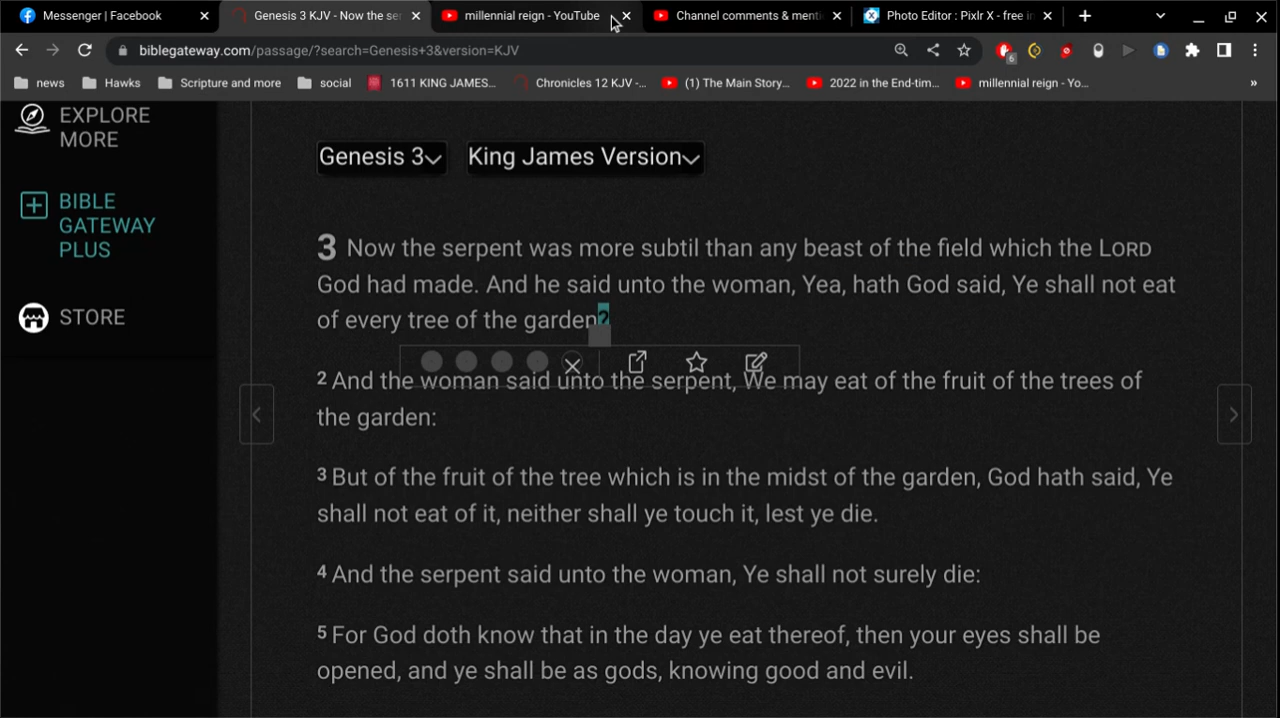 Messenger | Facebook
Genesis 3 KJV - Now the ser
millennial reign - YouTube
Channel comments & menti
Photo Editor : Pixlr X - free i
biblegateway.com/passage/?search=Genesis+3&version=KJV
6
news
Hawks
Scripture and more
social
1611 KING JAMES...
Chronicles 12 KJV -...
(1) The Main Story...
2022 in the End-tim...
millennial reign - Yo...
»
EXPLORE
MORE
BIBLE
GATEWAY
PLUS
STORE
Genesis 3
King James Version
3 Now the serpent was more subtil than any beast of the field which the LORD
God had made. And he said unto the woman, Yea, hath God said, Ye shall not eat
of every tree of the garden?
2 And the woman said unto the serpent, We may eat of the fruit of the trees of
the garden:
3 But of the fruit of the tree which is in the midst of the garden, God hath said, Ye
shall not eat of it, neither shall ye touch it, lest ye die.
4 And the serpent said unto the woman, Ye shall not surely die:
5 For God doth know that in the day ye eat thereof, then your eyes shall be
opened, and ye shall be as gods, knowing good and evil.